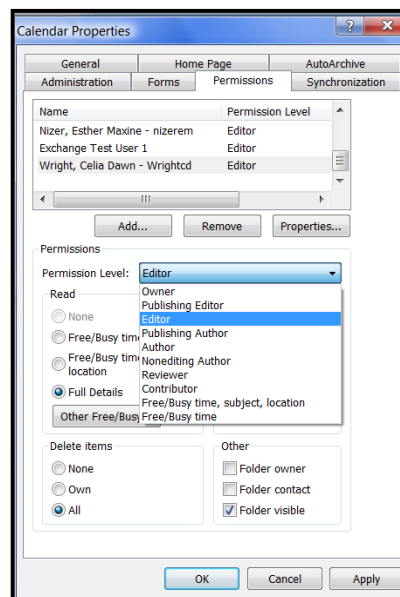 Calendar Properties
General Home Page AutoArchive
Administration Forms Permissions Synchronization
Name Permission Level
Nizer, Esther Maxine - nizerem Editor
Exchange Test User 1 Editor
Wright, Celia Dawn - Wrightcd Editor
Add... Remove Properties...
Permissions
Permission Level: Editor
Owner
Publishing Editor
Editor
Publishing Author
Author
Nonediting Author
Reviewer
Contributor
Free/Busy time, subject, location
Free/Busy time
Read
None
Free/Busy time
Free/Busy
location
Full Details
Other Free/Busy
Delete items
None
Own
All
Other
Folder owner
Folder contact
Folder visible
OK Cancel Apply